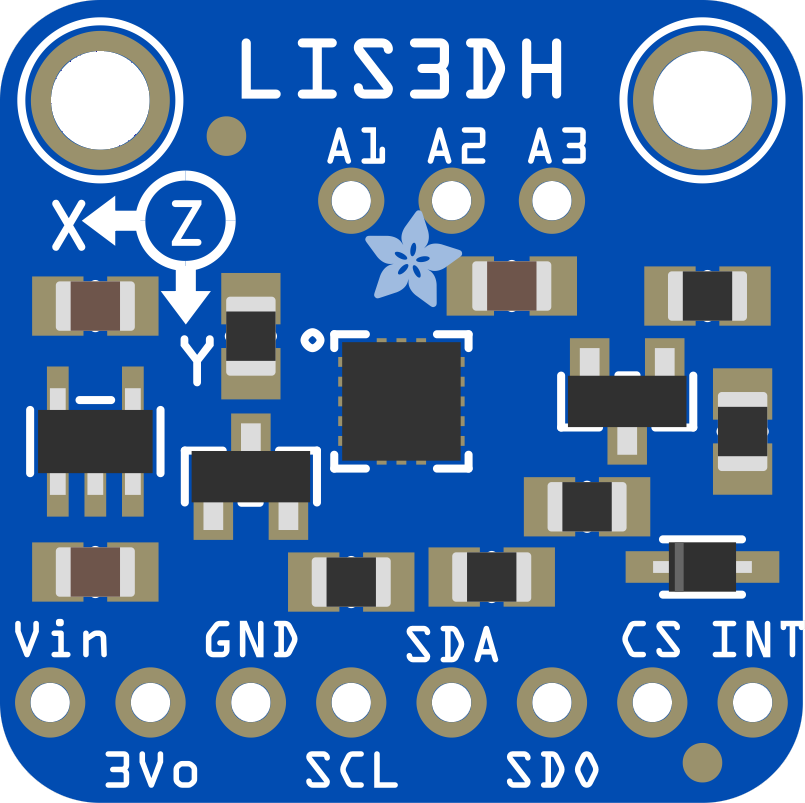 LIS3DH
A1 A2 A3
X Z
Y
Vin GND SDA CS INT
3Vo SCL SDO